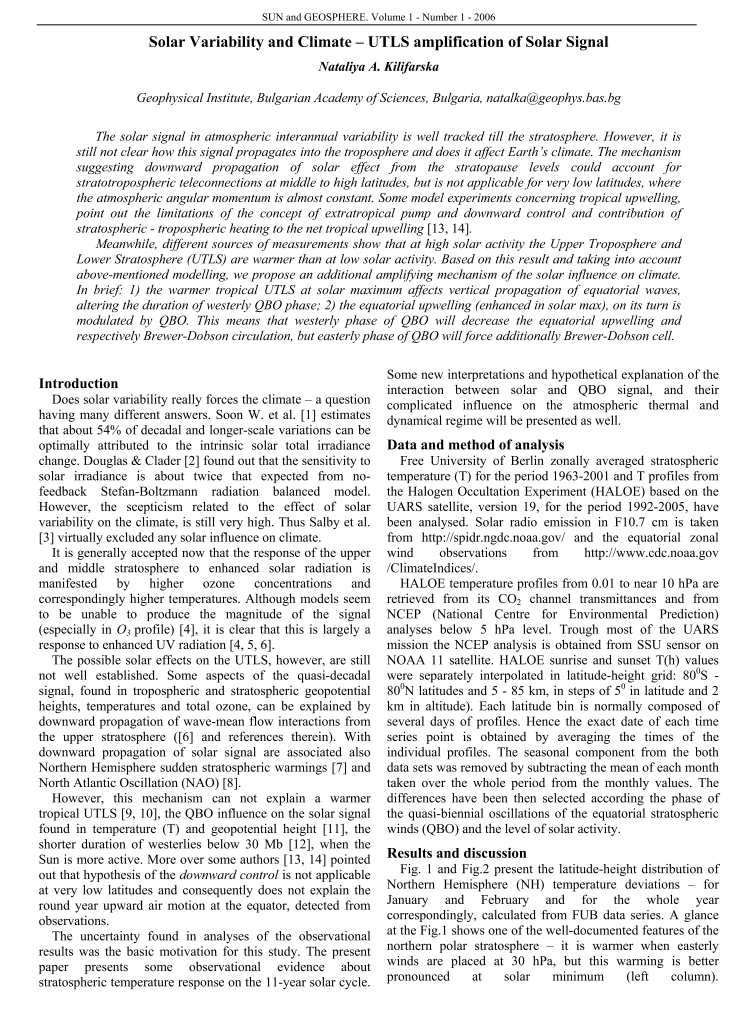 SUN and GEOSPHERE. Volume 1 - Number 1 - 2006
Solar Variability and Climate – UTLS amplification of Solar Signal
Nataliya A. Kilifarska
Geophysical Institute, Bulgarian Academy of Sciences, Bulgaria, natalka@geophys.bas.bg
The solar signal in atmospheric interannual variability is well tracked till the stratosphere. However, it is
still not clear how this signal propagates into the troposphere and does it affect Earth's climate. The mechanism
suggesting downward propagation of solar effect from the stratopause levels could account for
stratotropospheric teleconnections at middle to high latitudes, but is not applicable for very low latitudes, where
the atmospheric angular momentum is almost constant. Some model experiments concerning tropical upwelling,
point out the limitations of the concept of extratropical pump and downward control and contribution of
stratospheric - tropospheric heating to the net tropical upwelling [13, 14].
Meanwhile, different sources of measurements show that at high solar activity the Upper Troposphere and
Lower Stratosphere (UTLS) are warmer than at low solar activity. Based on this result and taking into account
above-mentioned modelling, we propose an additional amplifying mechanism of the solar influence on climate.
In brief: 1) the warmer tropical UTLS at solar maximum affects vertical propagation of equatorial waves,
altering the duration of westerly QBO phase; 2) the equatorial upwelling (enhanced in solar max), on its turn is
modulated by QBO. This means that westerly phase of QBO will decrease the equatorial upwelling and
respectively Brewer-Dobson circulation, but easterly phase of QBO will force additionally Brewer-Dobson cell.
Introduction
Does solar variability really forces the climate – a question
having many different answers. Soon W. et al. [1] estimates
that about 54% of decadal and longer-scale variations can be
optimally attributed to the intrinsic solar total irradiance
change. Douglas & Clader [2] found out that the sensitivity to
solar irradiance is about twice that expected from no-
feedback Stefan-Boltzmann radiation balanced model.
However, the scepticism related to the effect of solar
variability on the climate, is still very high. Thus Salby et al.
[3] virtually excluded any solar influence on climate.
It is generally accepted now that the response of the upper
and middle stratosphere to enhanced solar radiation is
manifested by higher ozone concentrations and
correspondingly higher temperatures. Although models seem
to be unable to produce the magnitude of the signal
(especially in O3 profile) [4], it is clear that this is largely a
response to enhanced UV radiation [4, 5, 6].
The possible solar effects on the UTLS, however, are still
not well established. Some aspects of the quasi-decadal
signal, found in tropospheric and stratospheric geopotential
heights, temperatures and total ozone, can be explained by
downward propagation of wave-mean flow interactions from
the upper stratosphere ([6] and references therein). With
downward propagation of solar signal are associated also
Northern Hemisphere sudden stratospheric warmings [7] and
North Atlantic Oscillation (NAO) [8].
However, this mechanism can not explain a warmer
tropical UTLS [9, 10], the QBO influence on the solar signal
found in temperature (T) and geopotential height [11], the
shorter duration of westerlies below 30 Mb [12], when the
Sun is more active. More over some authors [13, 14] pointed
out that hypothesis of the downward control is not applicable
at very low latitudes and consequently does not explain the
round year upward air motion at the equator, detected from
observations.
The uncertainty found in analyses of the observational
results was the basic motivation for this study. The present
paper presents some observational evidence about
stratospheric temperature response on the 11-year solar cycle.
Some new interpretations and hypothetical explanation of the
interaction between solar and QBO signal, and their
complicated influence on the atmospheric thermal and
dynamical regime will be presented as well.
Data and method of analysis
Free University of Berlin zonally averaged stratospheric
temperature (T) for the period 1963-2001 and T profiles from
the Halogen Occultation Experiment (HALOE) based on the
UARS satellite, version 19, for the period 1992-2005, have
been analysed. Solar radio emission in F10.7 cm is taken
from http://spidr.ngdc.noaa.gov/ and the equatorial zonal
wind observations from http://www.cdc.noaa.gov
/ClimateIndices/.
HALOE temperature profiles from 0.01 to near 10 hPa are
retrieved from its CO2 channel transmittances and from
NCEP (National Centre for Environmental Prediction)
analyses below 5 hPa level. Trough most of the UARS
mission the NCEP analysis is obtained from SSU sensor on
NOAA 11 satellite. HALOE sunrise and sunset T(h) values
were separately interpolated in latitude-height grid: 80⁰S -
80⁰N latitudes and 5 - 85 km, in steps of 5⁰ in latitude and 2
km in altitude). Each latitude bin is normally composed of
several days of profiles. Hence the exact date of each time
series point is obtained by averaging the times of the
individual profiles. The seasonal component from the both
data sets was removed by subtracting the mean of each month
taken over the whole period from the monthly values. The
differences have been then selected according the phase of
the quasi-biennial oscillations of the equatorial stratospheric
winds (QBO) and the level of solar activity.
Results and discussion
Fig. 1 and Fig.2 present the latitude-height distribution of
Northern Hemisphere (NH) temperature deviations – for
January and February and for the whole year
correspondingly, calculated from FUB data series. A glance
at the Fig.1 shows one of the well-documented features of the
northern polar stratosphere – it is warmer when easterly
winds are placed at 30 hPa, but this warming is better
pronounced at solar minimum (left column).